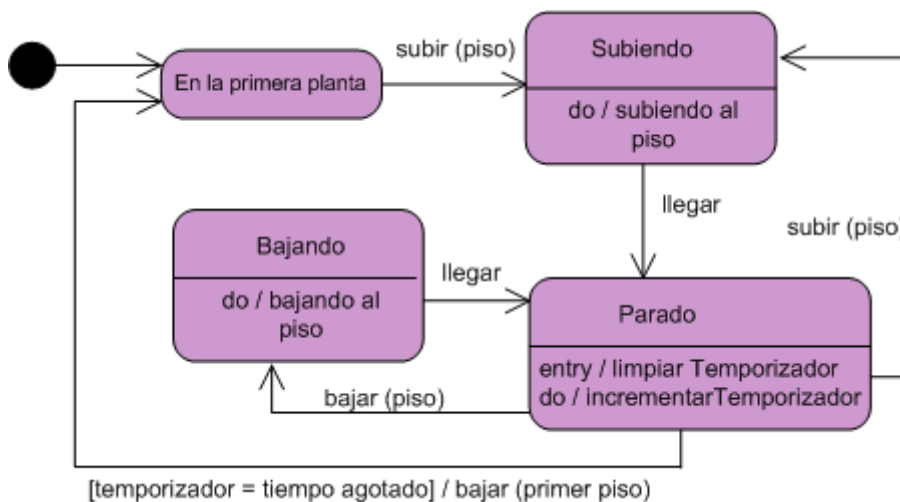 subir (piso)
Subiendo
En la primera planta
do / subiendo al
piso
llegar
subir (piso)
Bajando
llegar
do / bajando al
piso
Parado
entry / limpiar Temporizador
do / incrementarTemporizador
bajar (piso)
[temporizador = tiempo agotado] / bajar (primer piso)